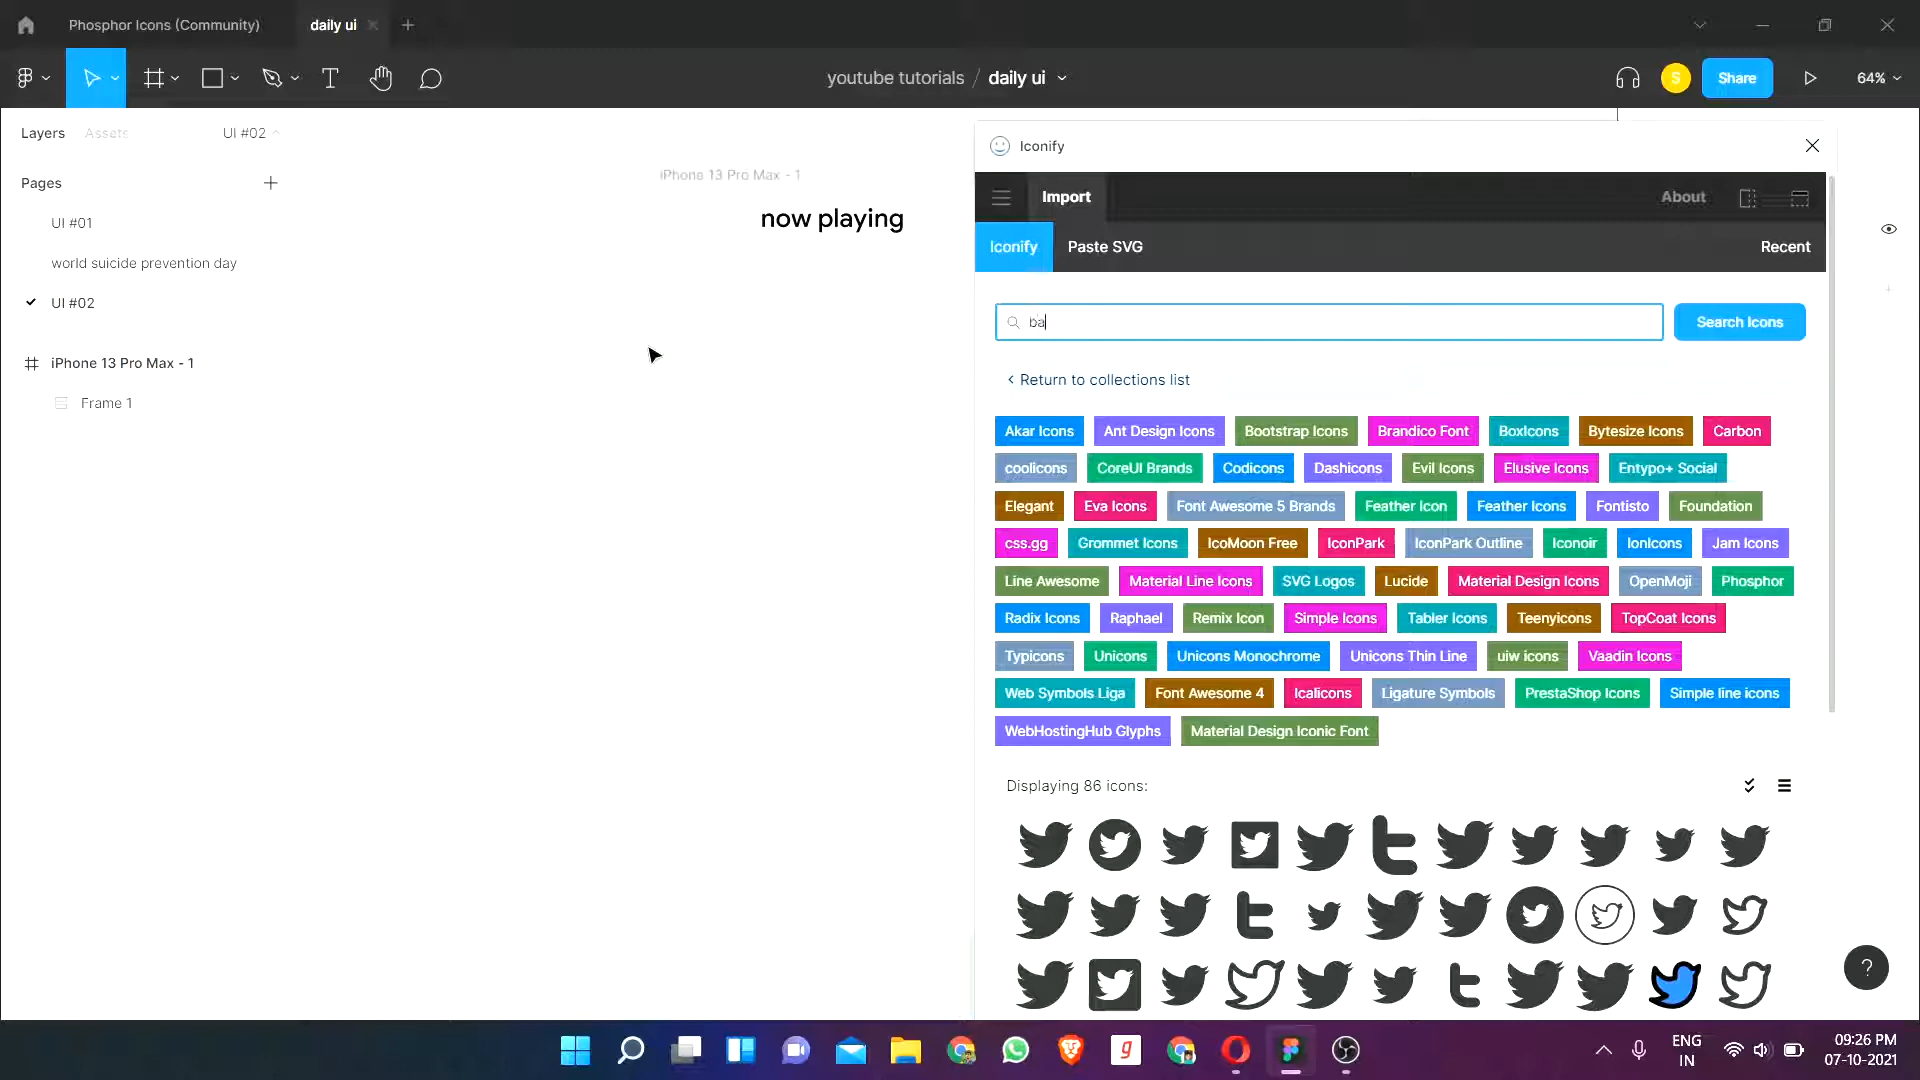 Phosphor Icons (Community)
daily ui
youtube tutorials / daily ui
S
Share
64%
Layers
Assets
UI #02
Pages
UI #01
world suicide prevention day
UI #02
iPhone 13 Pro Max - 1
Frame 1
iPhone 13 Pro Max - 1
now playing
Iconify
Import
About
Iconify
Paste SVG
Recent
ba
Search Icons
Return to collections list
Akar Icons Ant Design Icons Bootstrap Icons Brandico Font BoxIcons Bytesize Icons Carbon
coolicons CoreUI Brands Codicons Dashicons Evil Icons Elusive Icons Entypo+ Social
Elegant Eva Icons Font Awesome 5 Brands Feather Icon Feather Icons Fontisto Foundation
css.gg Grommet Icons IcoMoon Free IconPark IconPark Outline Iconoir IonIcons Jam Icons
Line Awesome Material Line Icons SVG Logos Lucide Material Design Icons OpenMoji Phosphor
Radix Icons Raphael Remix Icon Simple Icons Tabler Icons Teenyicons TopCoat Icons
Typicons Unicons Unicons Monochrome Unicons Thin Line uiw icons Vaadin Icons
Web Symbols Liga Font Awesome 4 Icalicons Ligature Symbols PrestaShop Icons Simple line icons
WebHostingHub Glyphs Material Design Iconic Font
Displaying 86 icons:
?
ENG
IN
09:26 PM
07-10-2021